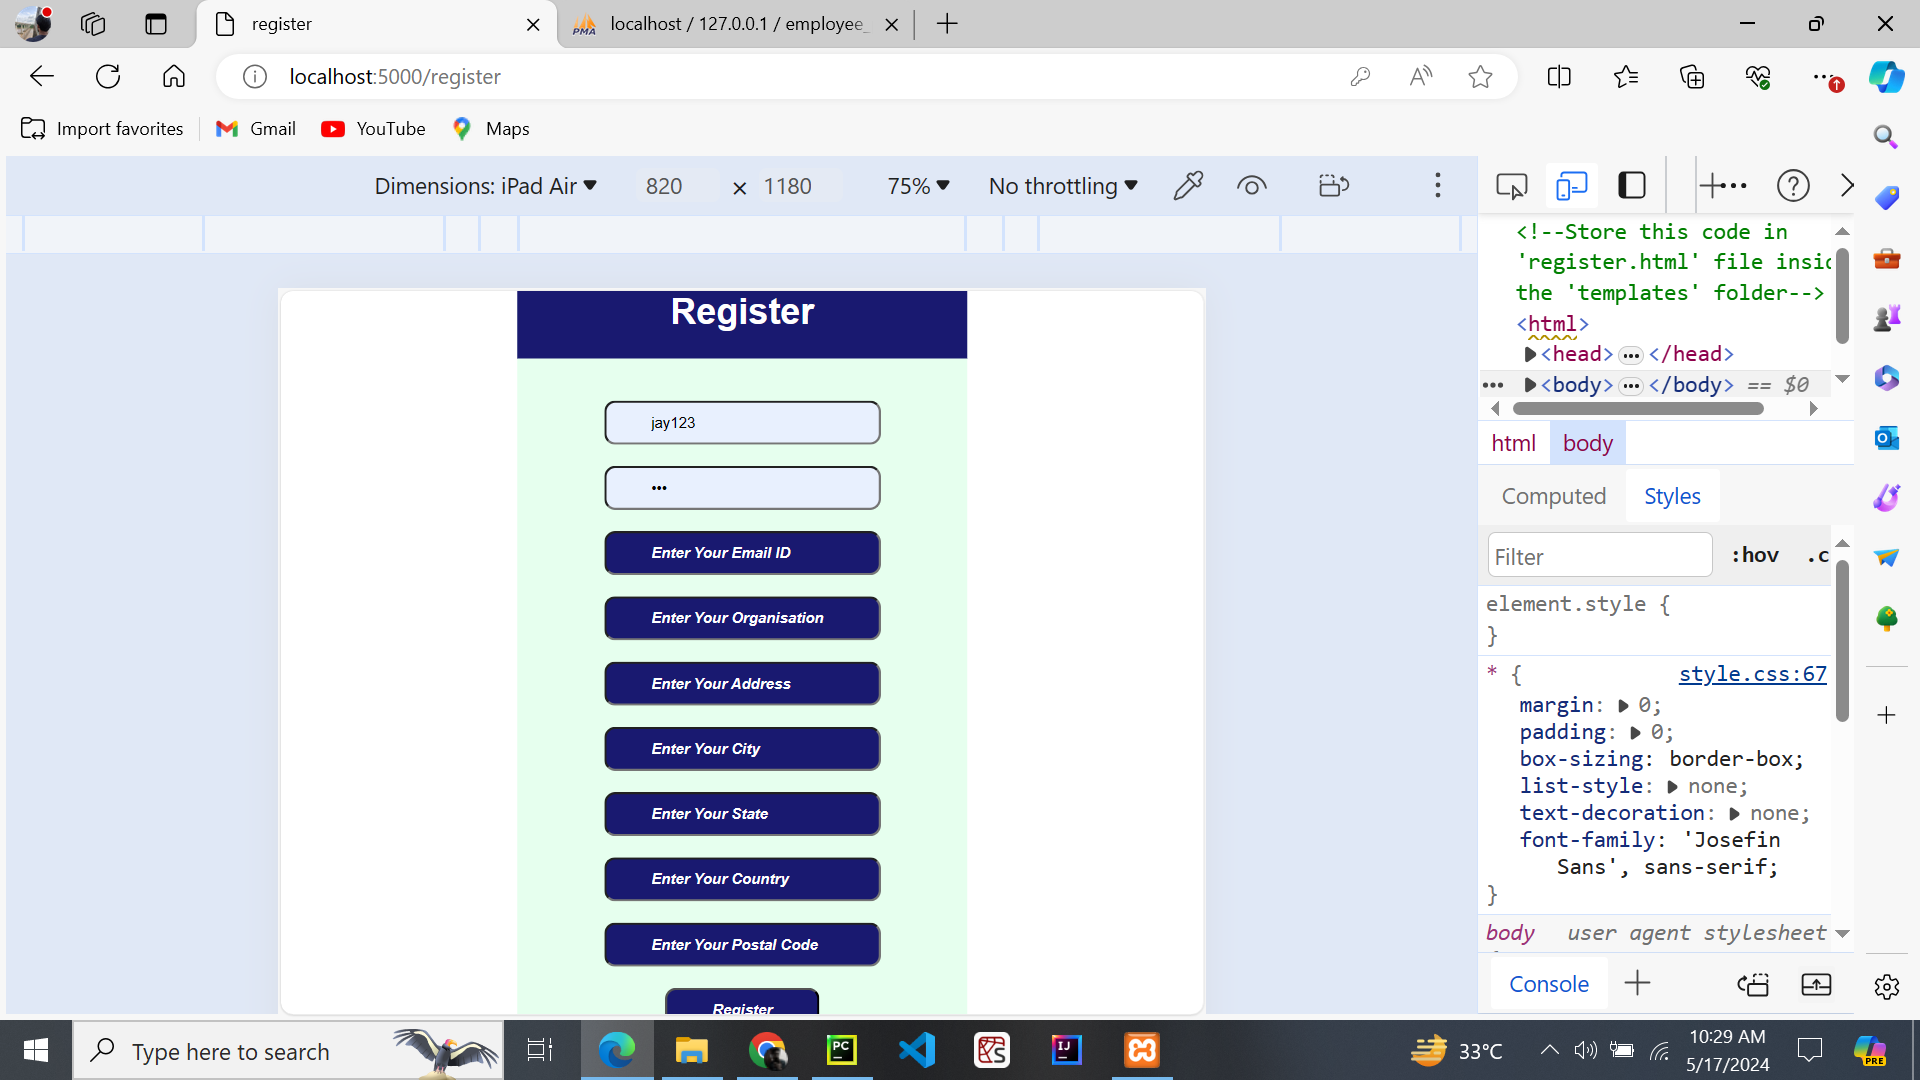 register
localhost / 127.0.0.1 / employee_
localhost:5000/register
Import favorites
Gmail
YouTube
Maps
Dimensions: iPad Air
820 × 1180
75%
No throttling
Register
jay123
•••
Enter Your Email ID
Enter Your Organisation
Enter Your Address
Enter Your City
Enter Your State
Enter Your Country
Enter Your Postal Code
Register
<!--Store this code in
'register.html' file insid
the 'templates' folder-->
<html>
<head> ••• </head>
••• <body> ••• </body> == $0
html body
Computed Styles
Filter :hov .c
element.style {
}
* { style.css:67
margin: 0;
padding: 0;
box-sizing: border-box;
list-style: none;
text-decoration: none;
font-family: 'Josefin
Sans', sans-serif;
}
body user agent stylesheet
Console
Type here to search
33°C
10:29 AM
5/17/2024
PMA
PC
IJ
PRE